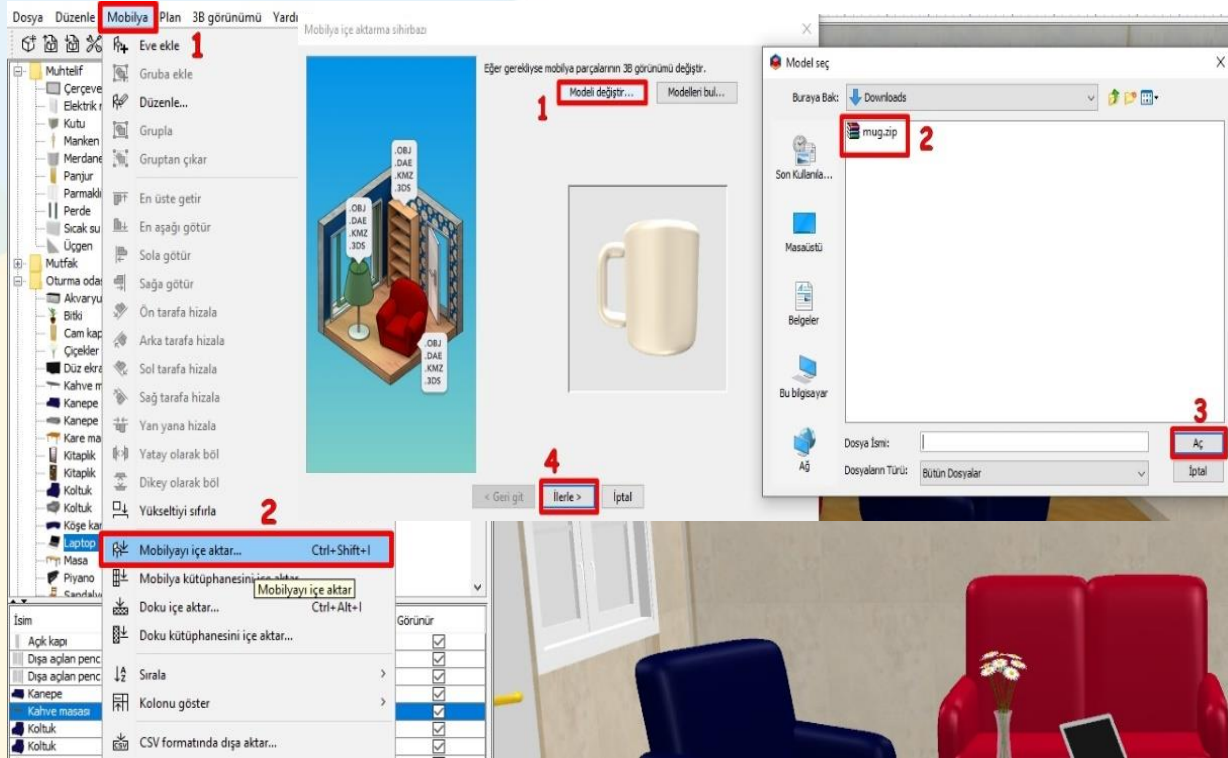 Dosya Düzenle Mobilya Plan 3B görünümü Yardı
1
Muhtelif
Çerçeve
Elektrik
Kutu
Manken
Merdane
Panjur
Parmaklı
Perde
Sıcak su
Üçgen
Mutfak
Oturma odas
Akvaryu
Bitki
Cam kap
Çiçekler
Düz ekra
Kahve m
Kanepe
Kanepe
Kare ma
Kitaplık
Kitaplık
Koltuk
Koltuk
Köşe kan
Laptop
Masa
Piyano
Sandalye
Eve ekle
Gruba ekle
Düzenle...
Grupla
Gruptan çıkar
En üste getir
En aşağı götür
Sola götür
Sağa götür
Ön tarafa hizala
Arka tarafa hizala
Sol tarafa hizala
Sağ tarafa hizala
Yan yana hizala
Yatay olarak böl
Dikey olarak böl
Yükseltiyi sıfırla
2
Mobilyayı içe aktar... Ctrl+Shift+I
Mobilya kütüphanesini içe aktar
Mobilyayı içe aktar
Doku içe aktar... Ctrl+Alt+I
Doku kütüphanesini içe aktar...
Sırala >
Kolonu göster >
CSV formatında dışa aktar...
İsim
Görünür
Açık kapı
Dışa açılan penc
Dışa açılan penc
Kanepe
Kahve masası
Koltuk
Koltuk
Mobilya içe aktarma sihirbazı
Eğer gerekliyse mobilya parçalarının 3B görünümü değiştir.
Modeli değiştir... Modelleri bul...
1
.OBJ
.DAE
.KMZ
.3DS
.OBJ
.DAE
.KMZ
.3DS
.OBJ
.DAE
.KMZ
.3DS
4
< Geri git İlerle > İptal
Model seç
Buraya Bak: Downloads
mug.zip
2
Son Kullanıla...
Masaüstü
Belgeler
Bu bilgisayar
Ağ
3
Dosya İsmi: Aç
Dosyaların Türü: Bütün Dosyalar İptal